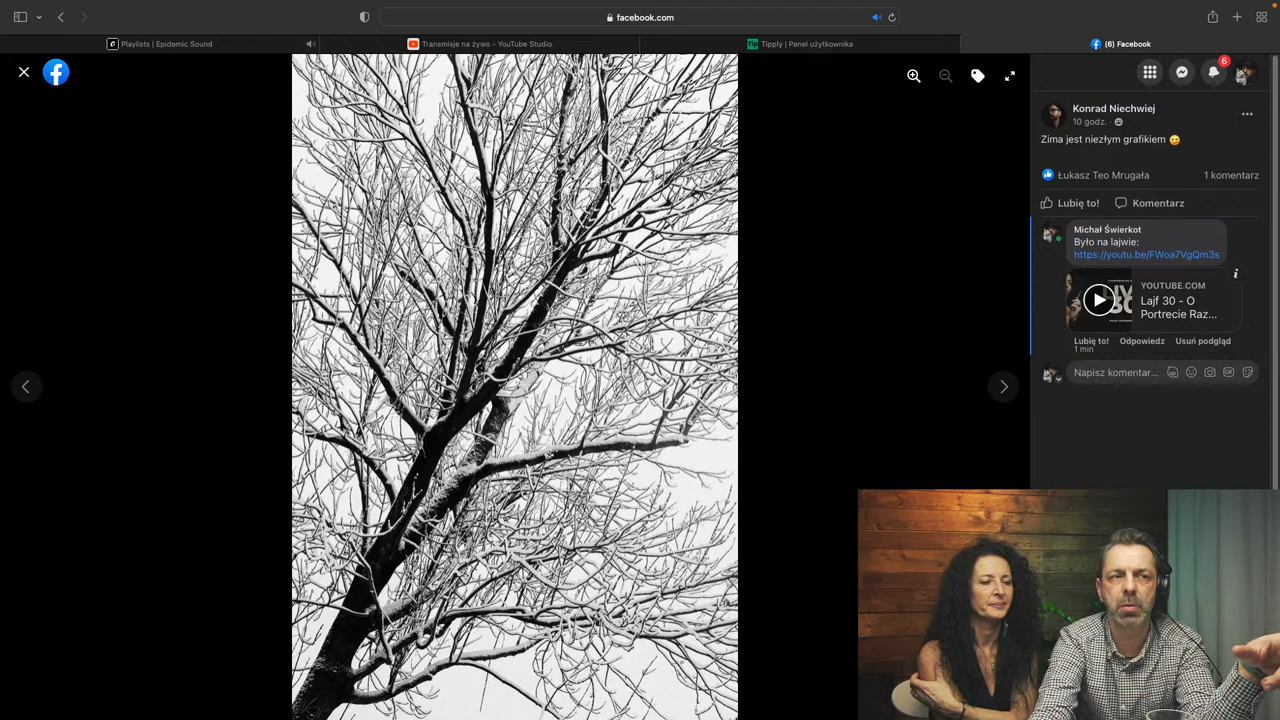 facebook.com
Playlists | Epidemic Sound
Transmisje na żywo - YouTube Studio
Tipply | Panel użytkownika
(6) Facebook
6
Konrad Niechwiej
10 godz.
Zima jest niezłym grafikiem
Łukasz Teo Mrugała
1 komentarz
Lubię to!
Komentarz
Michał Świerkot
Było na lajwie:
https://youtu.be/FWoa7VgQm3s
YOUTUBE.COM
Lajf 30 - O
Portrecie Raz...
Lubię to!
Odpowiedz
Usuń podgląd
1 min
Napisz komentar...